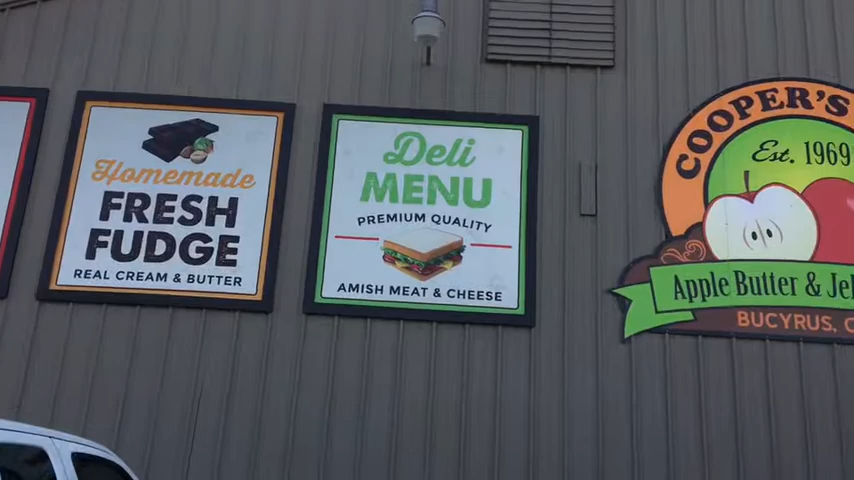 Homemade
FRESH
FUDGE
REAL CREAM & BUTTER
Deli
MENU
PREMIUM QUALITY
AMISH MEAT & CHEESE
COOPER'S
Est. 1969
Apple Butter &
BUCYRUS,